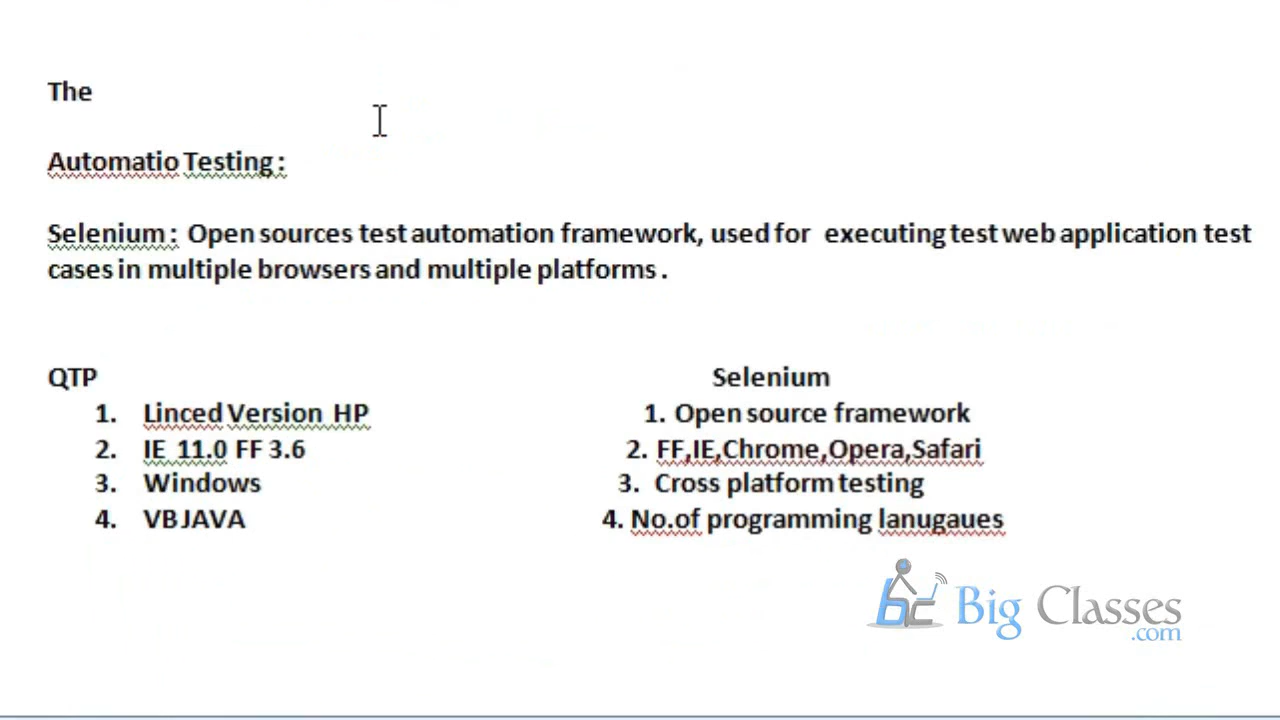 The
Automatio Testing :
Selenium : Open sources test automation framework, used for executing test web application test
cases in multiple browsers and multiple platforms .
QTP Selenium
1. Linced Version HP 1. Open source framework
2. IE 11.0 FF 3.6 2. FF,IE,Chrome,Opera,Safari
3. Windows 3. Cross platform testing
4. VBJAVA 4. No.of programming lanugaues
bc Big Classes
.com